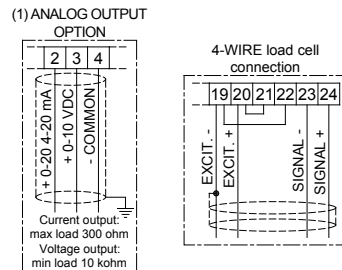 (1) ANALOG OUTPUT
OPTION
2 3 4
+ 0-20 4-20 mA
+ 0-10 VDC
- COMMON
Current output:
max load 300 ohm
Voltage output:
min load 10 kohm
4-WIRE load cell
connection
19 20 21 22 23 24
EXCIT. -
EXCIT. +
SIGNAL -
SIGNAL +